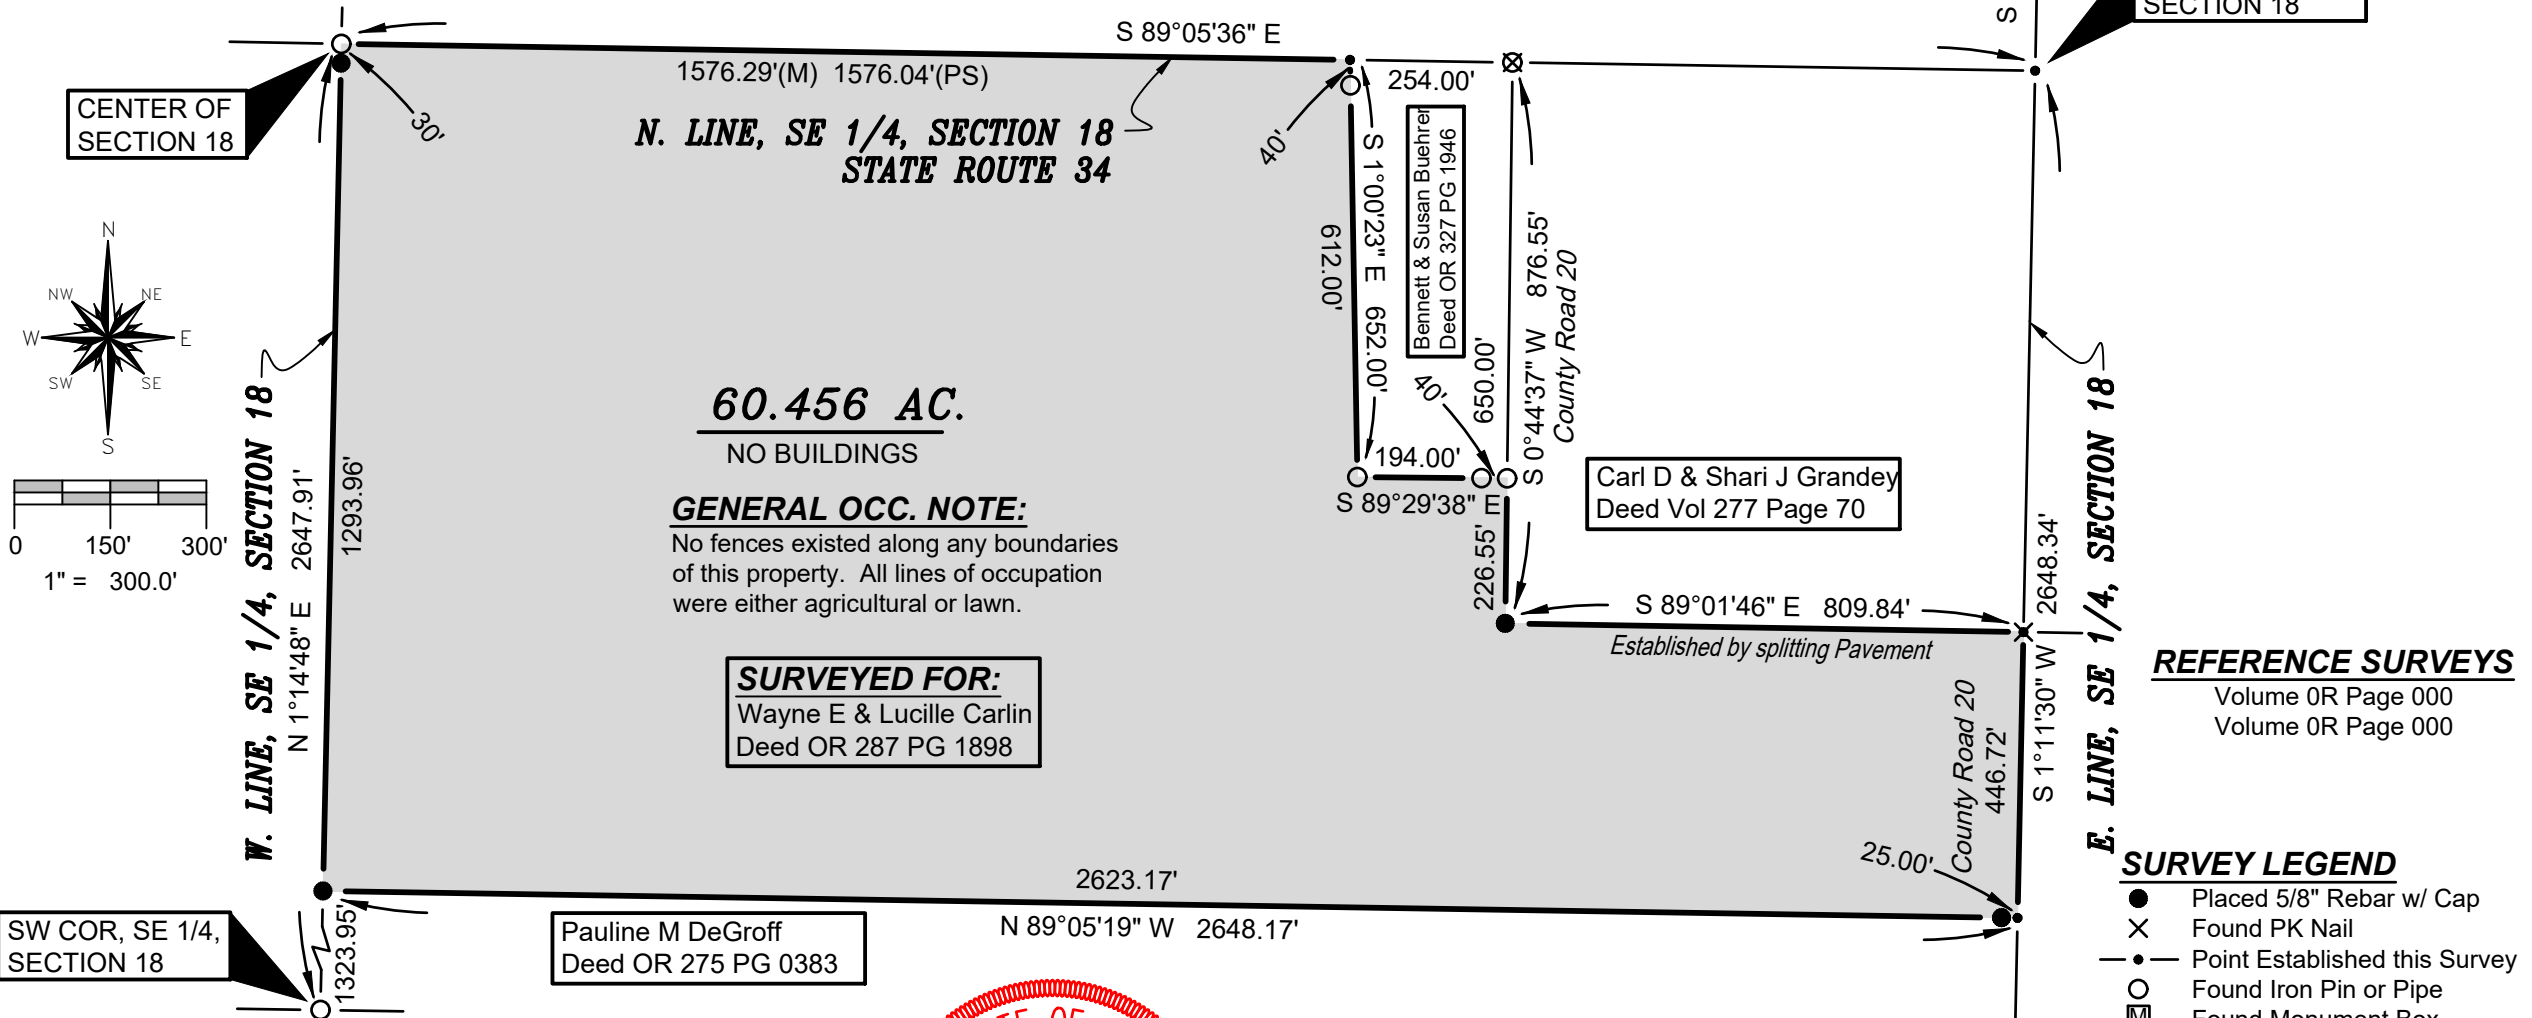 S 89°05'36" E
1576.29'(M) 1576.04'(PS)
254.00'
S
SECTION 18
CENTER OF
SECTION 18
30'
N. LINE, SE 1/4, SECTION 18
STATE ROUTE 34
40'
S 1°00'23" E 652.00'
612.00'
Bennett & Susan Buehrer
Deed OR 327 PG 1946
S 0°44'37" W 876.55'
County Road 20
650.00'
40'
194.00'
S 89°29'38" E
226.55'
N
NW
NE
W
E
SW
SE
S
0 150' 300'
1" = 300.0'
W. LINE, SE 1/4, SECTION 18
N 1°14'48" E 2647.91'
1293.96'
60.456 AC.
NO BUILDINGS
GENERAL OCC. NOTE:
No fences existed along any boundaries
of this property. All lines of occupation
were either agricultural or lawn.
SURVEYED FOR:
Wayne E & Lucille Carlin
Deed OR 287 PG 1898
Carl D & Shari J Grandey
Deed Vol 277 Page 70
S 89°01'46" E 809.84'
Established by splitting Pavement
County Road 20
446.72'
S 1°11'30" W 2648.34'
E. LINE, SE 1/4, SECTION 18
25.00'
REFERENCE SURVEYS
Volume 0R Page 000
Volume 0R Page 000
2623.17'
N 89°05'19" W 2648.17'
SW COR, SE 1/4,
SECTION 18
1323.95'
Pauline M DeGroff
Deed OR 275 PG 0383
SURVEY LEGEND
Placed 5/8" Rebar w/ Cap
Found PK Nail
Point Established this Survey
Found Iron Pin or Pipe
M Found Monument Box
TE OF